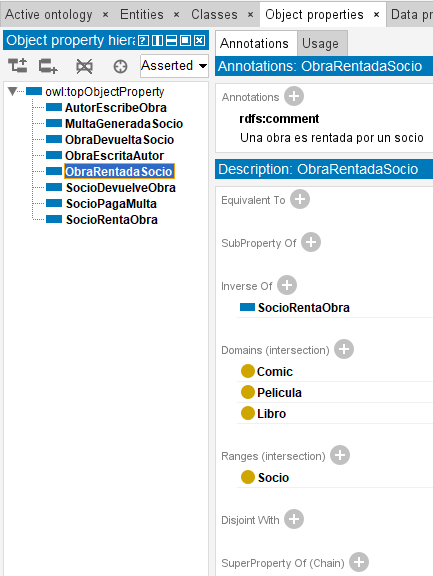 Active ontology × Entities × Classes × Object properties × Data pr
Object property hiera
Asserted
owl:topObjectProperty
AutorEscribeObra
MultaGeneradaSocio
ObraDevueltaSocio
ObraEscritaAutor
ObraRentadaSocio
SocioDevuelveObra
SocioPagaMulta
SocioRentaObra
Annotations Usage
Annotations: ObraRentadaSocio
Annotations
rdfs:comment
Una obra es rentada por un socio
Description: ObraRentadaSocio
Equivalent To
SubProperty Of
Inverse Of
SocioRentaObra
Domains (intersection)
Comic
Pelicula
Libro
Ranges (intersection)
Socio
Disjoint With
SuperProperty Of (Chain)